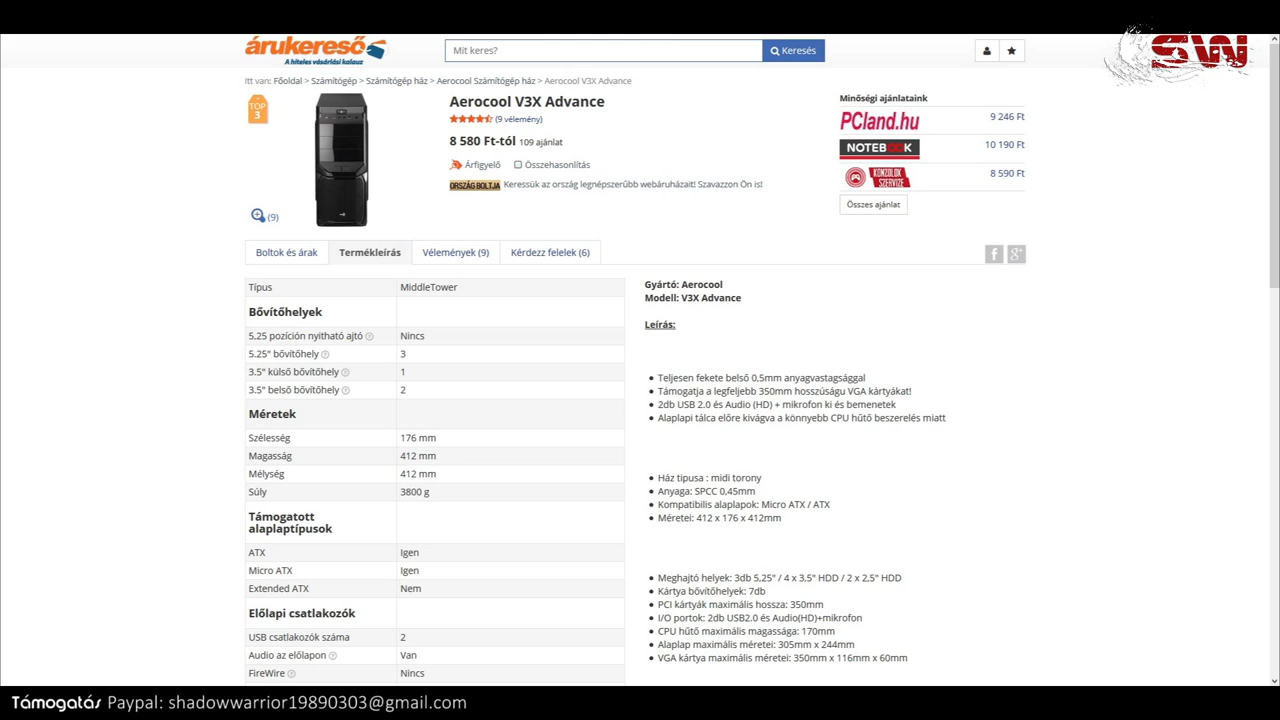 árukereső
A hiteles vásárlási kalauz
Mit keres?
Keresés
SW
Itt van: Főoldal > Számítógép > Számítógép ház > Aerocool Számítógép ház > Aerocool V3X Advance
TOP
3
(9)
Aerocool V3X Advance
(9 vélemény)
8 580 Ft-tól 109 ajánlat
Árfigyelő Összehasonlítás
ORSZÁG BOLTJA Keressük az ország legnépszerűbb webáruházait! Szavazzon Ön is!
Minőségi ajánlataink
PCland.hu 9 246 Ft
NOTEBOOK 10 190 Ft
KONZOLOK SZERVIZE 8 590 Ft
Összes ajánlat
Boltok és árak Termékleírás Vélemények (9) Kérdezz felelek (6)
f g+
Típus MiddleTower
Bővítőhelyek
5,25 pozíción nyitható ajtó Nincs
5.25" bővítőhely 3
3.5" külső bővítőhely 1
3.5" belső bővítőhely 2
Méretek
Szélesség 176 mm
Magasság 412 mm
Mélység 412 mm
Súly 3800 g
Támogatott
alaplaptípusok
ATX Igen
Micro ATX Igen
Extended ATX Nem
Előlapi csatlakozók
USB csatlakozók száma 2
Audio az előlapon Van
FireWire Nincs
Gyártó: Aerocool
Modell: V3X Advance
Leírás:
• Teljesen fekete belső 0,5mm anyagvastagsággal
• Támogatja a legfeljebb 350mm hosszúságu VGA kártyákat!
• 2db USB 2.0 és Audio (HD) + mikrofon ki és bemenetek
• Alaplapi tálca előre kivágva a könnyebb CPU hűtő beszerelés miatt
• Ház tipusa : midi torony
• Anyaga: SPCC 0,45mm
• Kompatibilis alaplapok: Micro ATX / ATX
• Méretei: 412 x 176 x 412mm
• Meghajtó helyek: 3db 5,25" / 4 x 3,5" HDD / 2 x 2,5" HDD
• Kártya bővítőhelyek: 7db
• PCI kártyák maximális hossza: 350mm
• I/O portok: 2db USB2.0 és Audio(HD)+mikrofon
• CPU hűtő maximális magassága: 170mm
• Alaplap maximális méretei: 305mm x 244mm
• VGA kártya maximális méretei: 350mm x 116mm x 60mm
Támogatás Paypal: shadowwarrior19890303@gmail.com